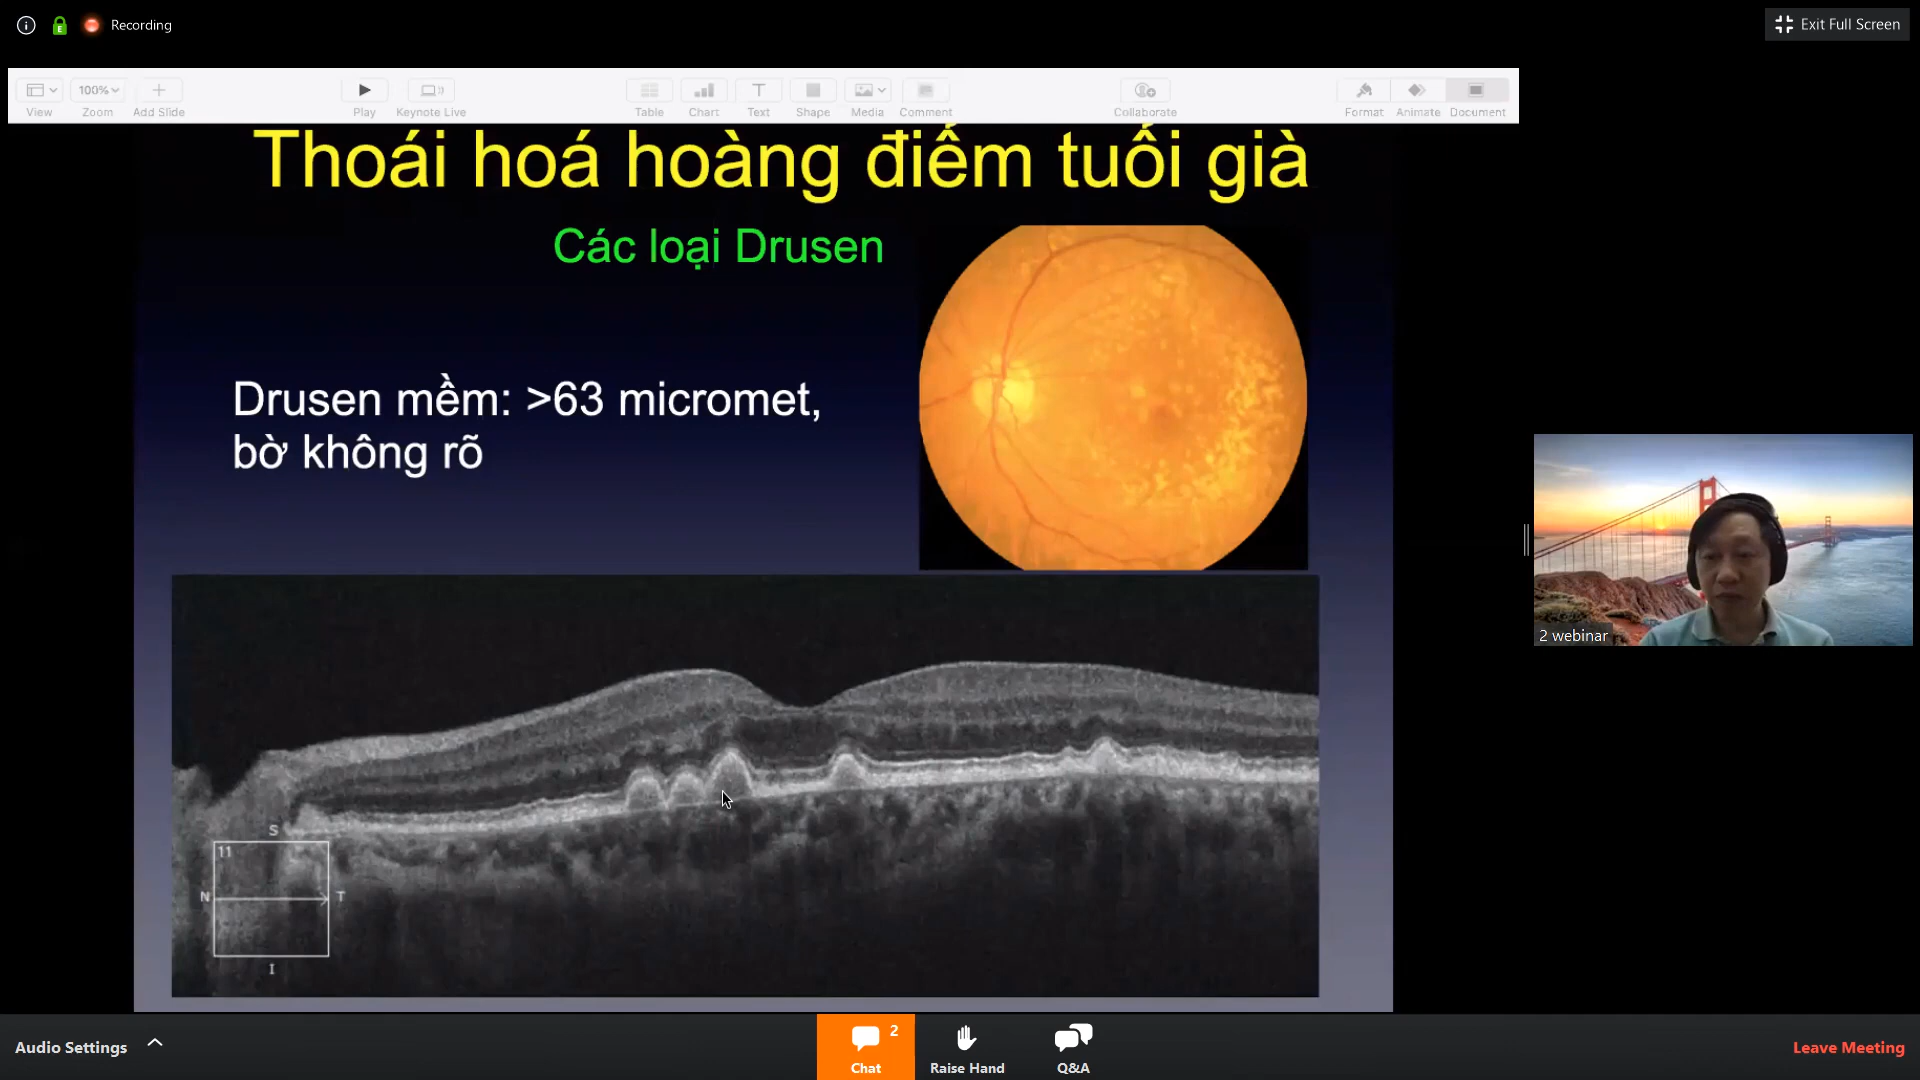 Recording
Exit Full Screen
100%
View
Zoom
Add Slide
Play
Keynote Live
Table
Chart
Text
Shape
Media
Comment
Collaborate
Format
Animate
Document
Thoái hoá hoàng điểm tuổi già
Các loại Drusen
Drusen mềm: >63 micromet,
bờ không rõ
S
11
N
T
I
2 webinar
Audio Settings
2
Chat
Raise Hand
Q&A
Leave Meeting